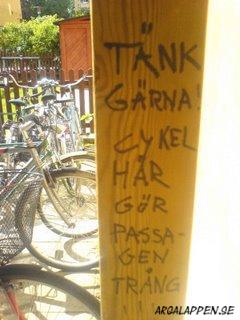 TÄNK
GÄRNA!
CYKEL
HÄR
GÖR
PASSA-
GEN
TRÅNG
!!!
ARGALAPPEN.SE